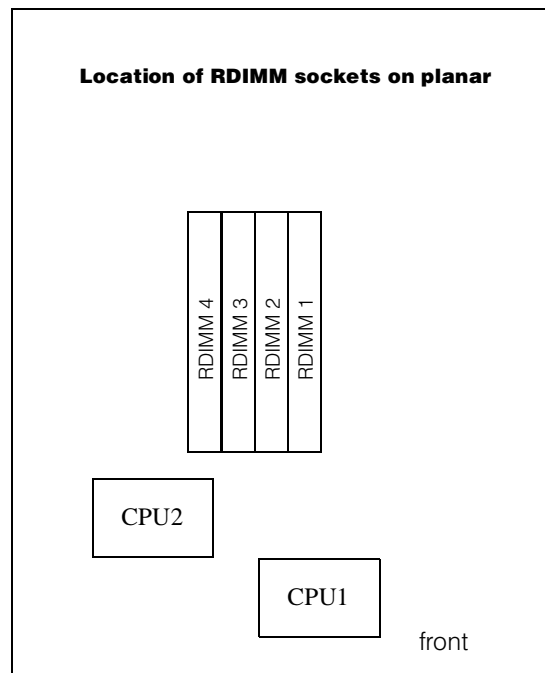 Location of RDIMM sockets on planar
RDIMM 4
RDIMM 3
RDIMM 2
RDIMM 1
CPU2
CPU1
front